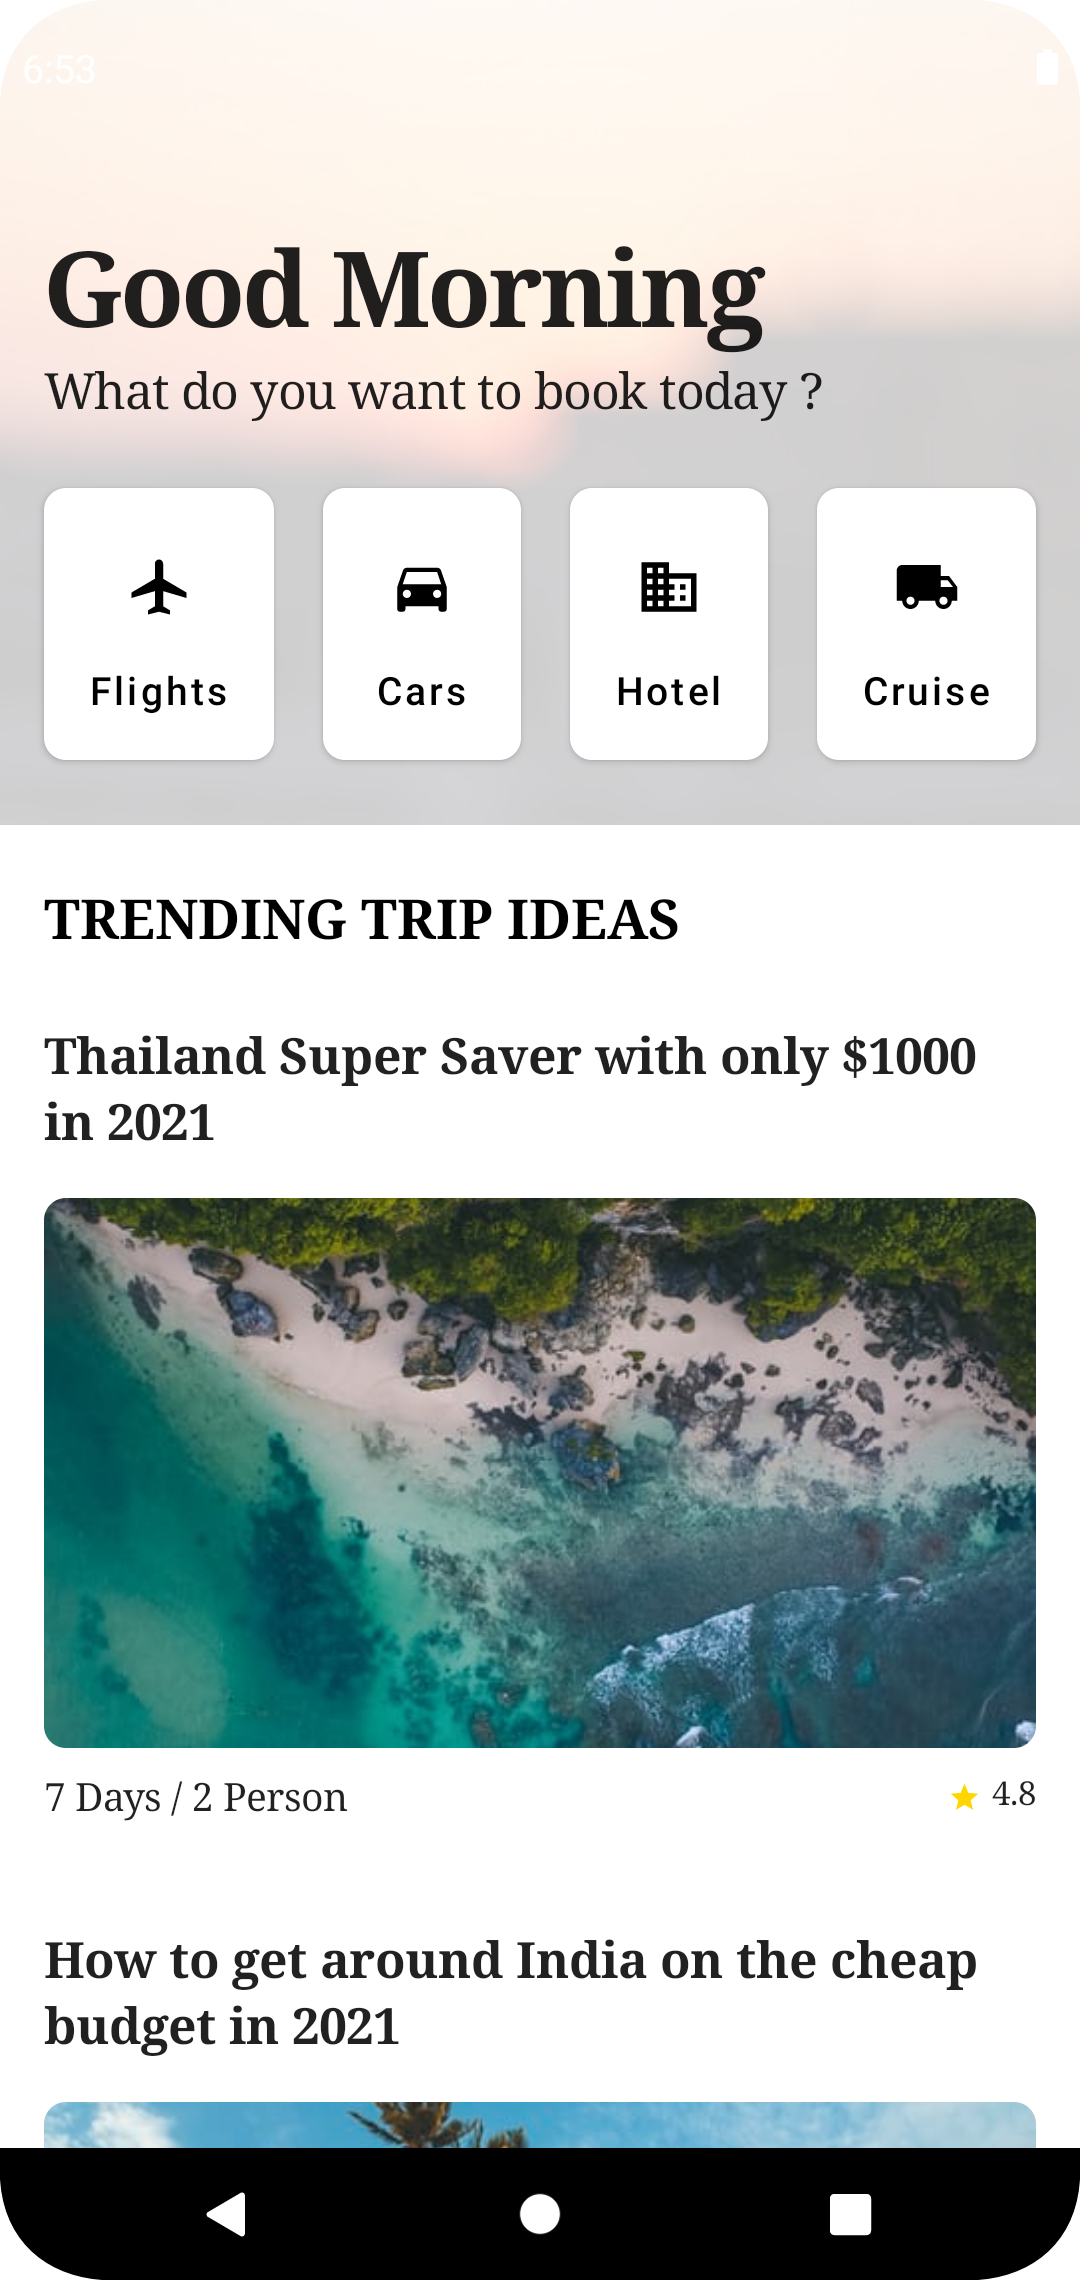 6:53
Good Morning
What do you want to book today ?
Flights Cars Hotel Cruise
TRENDING TRIP IDEAS
Thailand Super Saver with only $1000
in 2021
7 Days / 2 Person 4.8
How to get around India on the cheap
budget in 2021